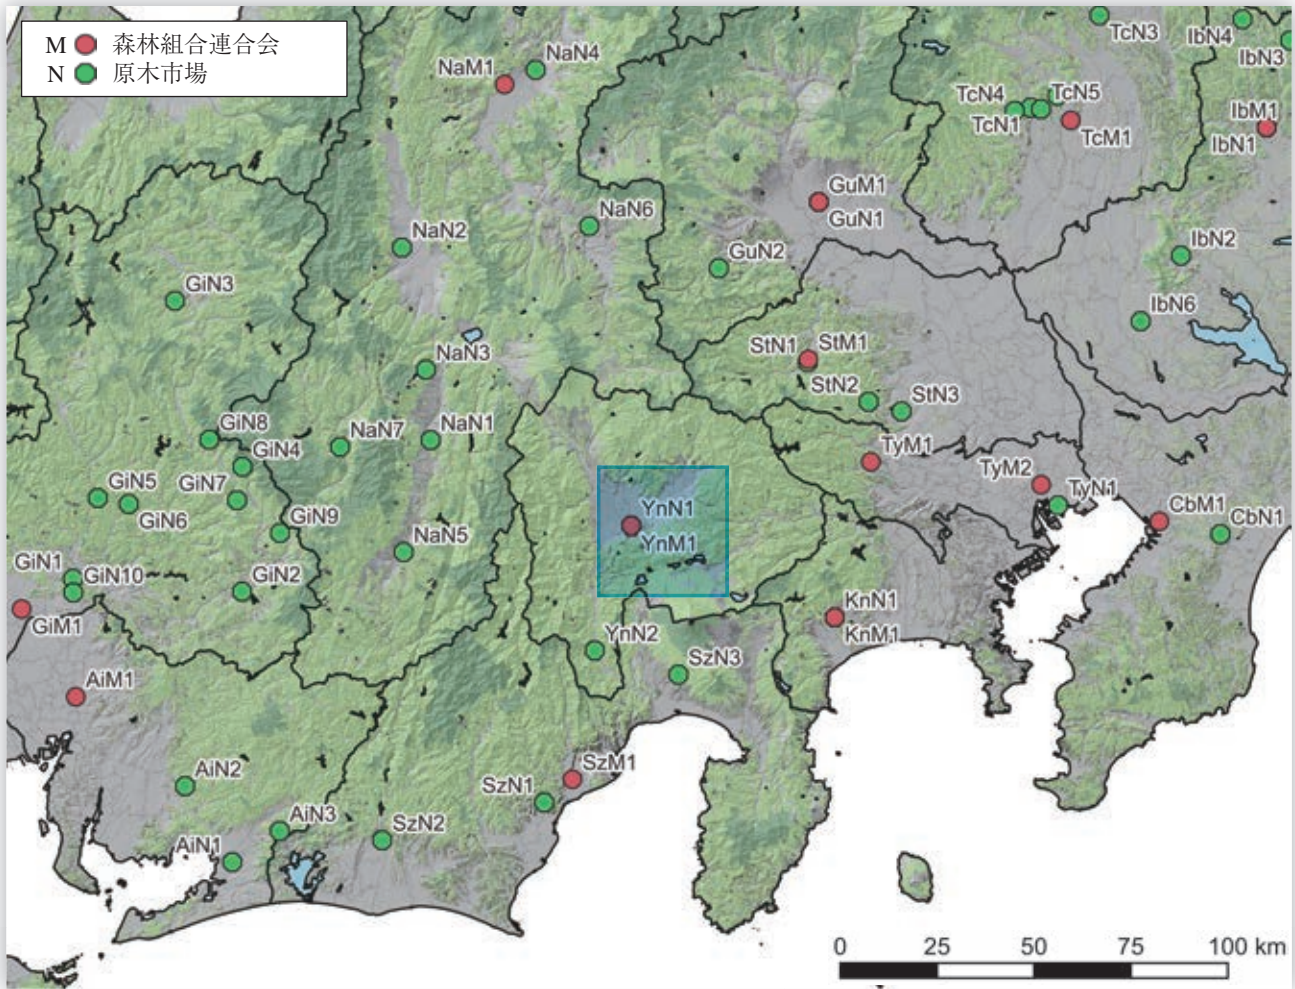 M 森林組合連合会
N 原木市場
NaM1
NaN4
TcN3
IbN4
IbN3
TcN4
TcN5
TcN1
TcM1
IbM1
IbN1
GuM1
GuN1
NaN6
NaN2
GuN2
IbN2
GiN3
IbN6
NaN3
StN1
StM1
StN2
StN3
GiN8
GiN4
NaN7
NaN1
TyM1
TyM2
TyN1
GiN5
GiN7
GiN6
GiN9
YnN1
YnM1
CbM1
CbN1
NaN5
GiN1
GiN10
GiN2
GiM1
KnN1
KnM1
YnN2
SzN3
AiM1
AiN2
SzM1
SzN1
AiN3
SzN2
AiN1
0 25 50 75 100 km